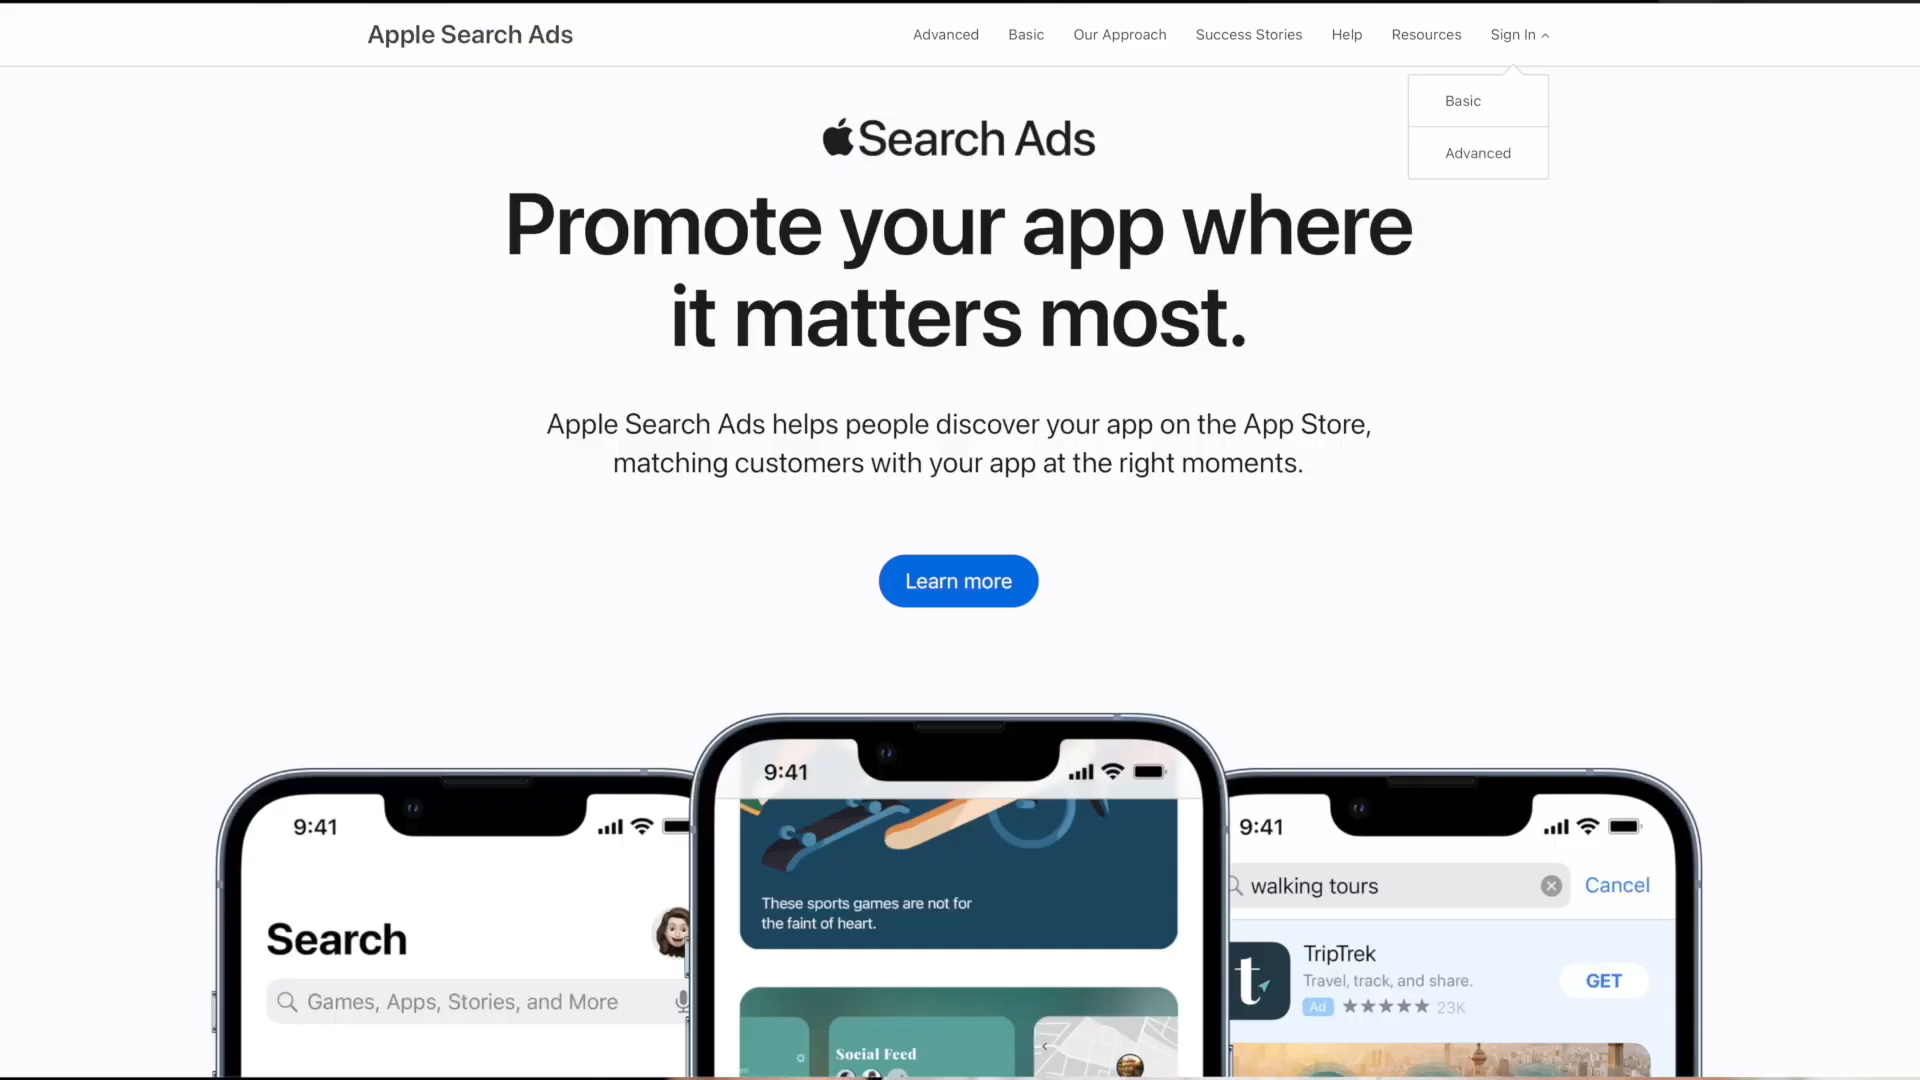 Apple Search Ads
Advanced
Basic
Our Approach
Success Stories
Help
Resources
Sign In
Basic
Advanced
Search Ads
Promote your app where
it matters most.
Apple Search Ads helps people discover your app on the App Store,
matching customers with your app at the right moments.
Learn more
9:41
Search
Games, Apps, Stories, and More
9:41
These sports games are not for
the faint of heart.
Social Feed
9:41
walking tours
Cancel
t
TripTrek
Travel, track, and share.
GET
Ad ★★★★★ 23K